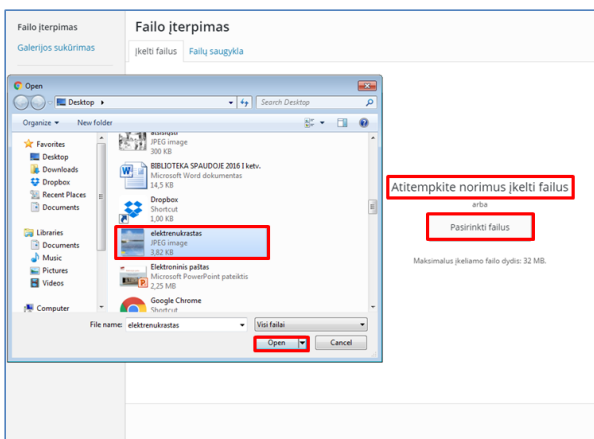 Failo įterpimas
Galerijos sukūrimas
Failo įterpimas
Įkelti failus
Failų saugykla
Open
Desktop
Search Desktop
Organize
New folder
Favorites
Desktop
Downloads
Dropbox
Recent Places
Documents
Libraries
Documents
Music
Pictures
Videos
Computer
JPEG image
300 KB
BIBLIOTEKA SPAUDOJE 2016 I ketv.
Microsoft Word dokumentas
14,5 KB
Dropbox
Shortcut
1,00 KB
elektrenukrastas
JPEG image
3,82 KB
Elektroninis paštas
Microsoft PowerPoint pateiktis
2,25 MB
Google Chrome
Shortcut
File name: elektrenukrastas
Visi failai
Open
Cancel
Atitempkite norimus įkelti failus
arba
Pasirinkti failus
Maksimalus įkeliamo failo dydis: 32 MB.